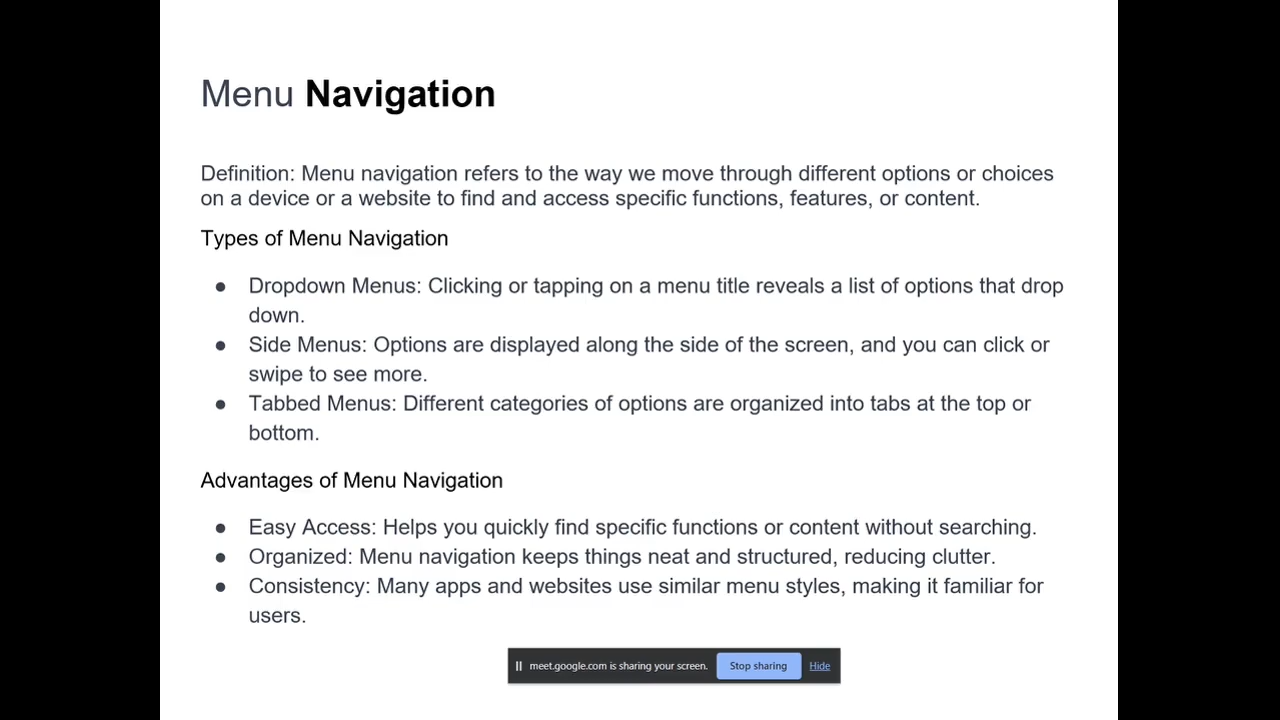 Menu Navigation
Definition: Menu navigation refers to the way we move through different options or choices
on a device or a website to find and access specific functions, features, or content.
Types of Menu Navigation
● Dropdown Menus: Clicking or tapping on a menu title reveals a list of options that drop
down.
● Side Menus: Options are displayed along the side of the screen, and you can click or
swipe to see more.
● Tabbed Menus: Different categories of options are organized into tabs at the top or
bottom.
Advantages of Menu Navigation
● Easy Access: Helps you quickly find specific functions or content without searching.
● Organized: Menu navigation keeps things neat and structured, reducing clutter.
● Consistency: Many apps and websites use similar menu styles, making it familiar for
users.
meet.google.com is sharing your screen. Stop sharing Hide